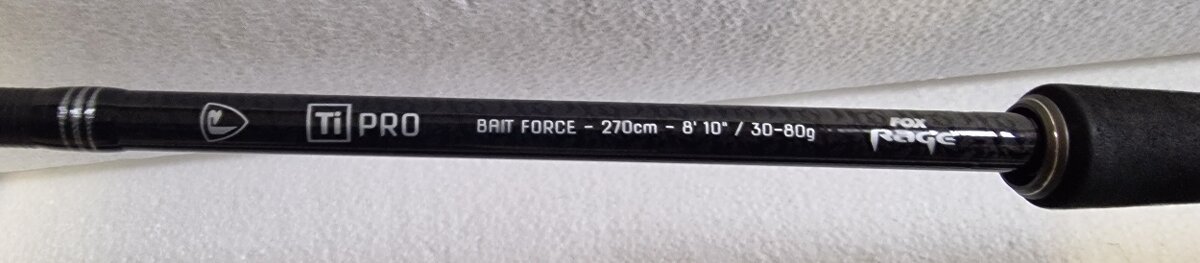 R
Ti PRO
BAIT FORCE - 270cm - 8' 10" / 30-80g
FOX
RAGE